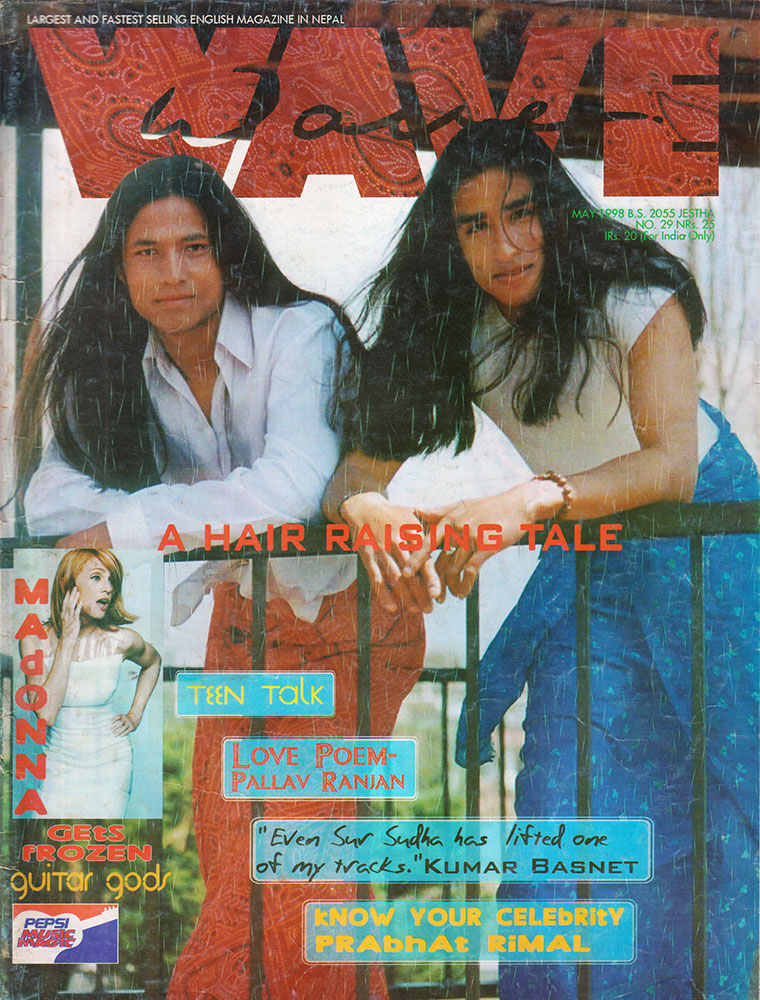 LARGEST AND FASTEST SELLING ENGLISH MAGAZINE IN NEPAL
WAVE
MAY 1998 B.S. 2055 JESTHA
NO. 29 NRs. 25
IRs. 20 (For India Only)
A HAIR RAISING TALE
MAdONNA
GEts
fROZEN
guitar gods
TEEN Talk
LOVE POEM-
PALLAV RANJAN
"Even Sur Sudha has lifted one
of my tracks." KUMAR BASNET
kNOW YOUR CELEbRitY
PRAbhAt RiMAL
PEPSI
MUSIC
MAGIC